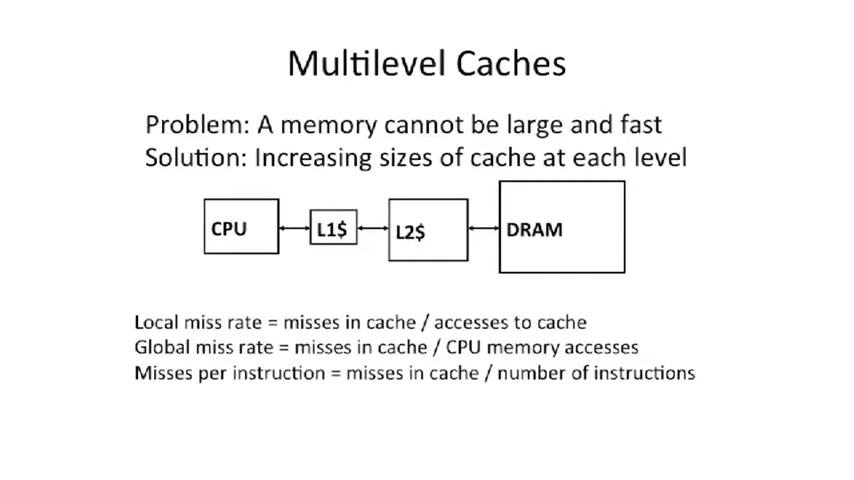 Multilevel Caches
Problem: A memory cannot be large and fast
Solution: Increasing sizes of cache at each level
CPU
L1$
L2$
DRAM
Local miss rate = misses in cache / accesses to cache
Global miss rate = misses in cache / CPU memory accesses
Misses per instruction = misses in cache / number of instructions